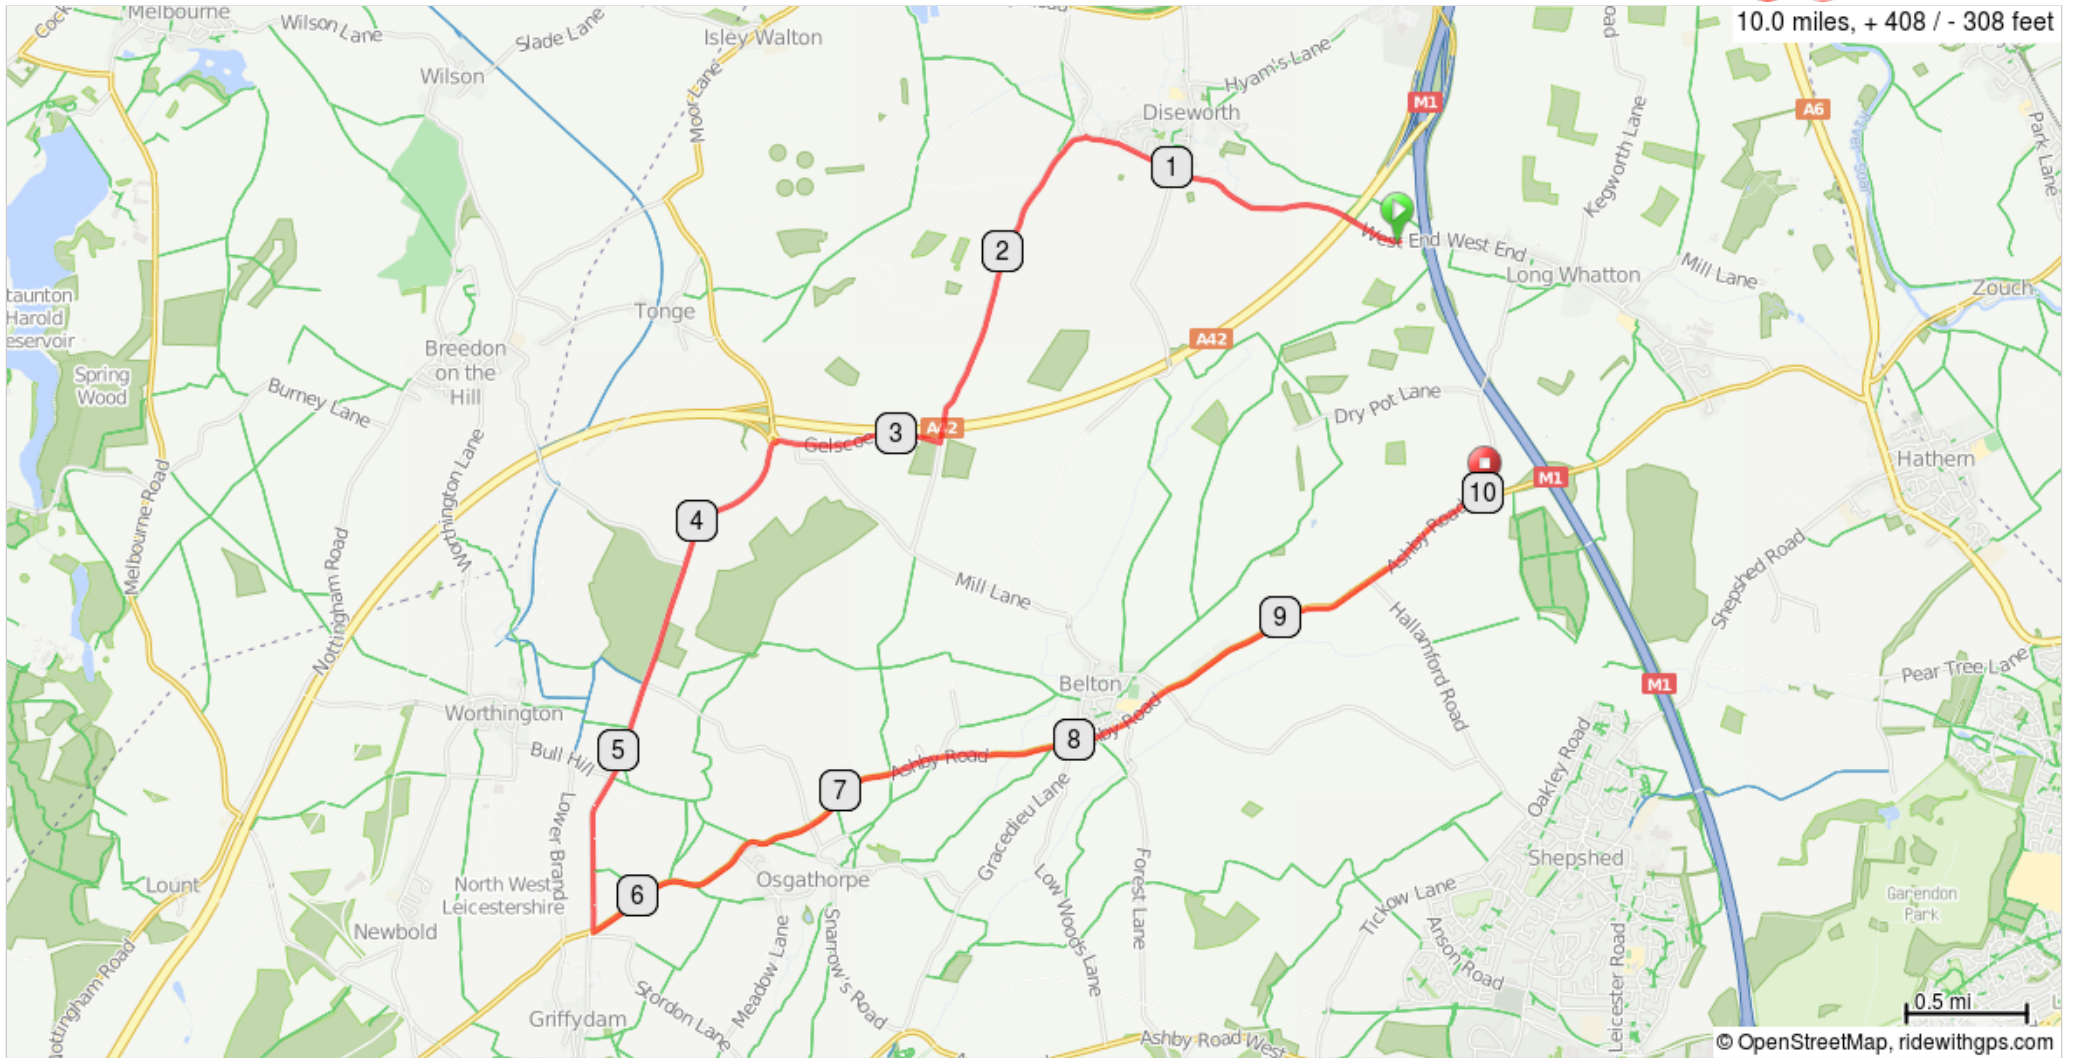 Melbourne
Wilson Lane
Slade Lane
Isley Walton
10.0 miles, + 408 / - 308 feet
Wilson
Moor Lane
Hyam's Lane
M1
A6
River Soar
Park Lane
Diseworth
1
Kegworth Lane
2
West End West End
Long Whatton
Mill Lane
Zouch
taunton
Harold
eservoir
Tonge
Breedon
on the
Hill
A42
Spring
Wood
Burney Lane
Dry Pot Lane
3
Gelsco
Worthington Lane
Melbourne Road
Hathern
M1
10
4
Ashby Road
Nottingham Road
Mill Lane
Shepshed Road
9
Hallamford Road
Pear Tree Lane
M1
Belton
Worthington
by Road
8
5
Bull Hill
Ashby Road
7
Oakley Road
Lower Brand
Gracedieu Lane
Shepshed
Lount
6
Osgathorpe
North West
Leicestershire
Low Woods Lane
Forest Lane
Tickow Lane
Garendon
Park
Newbold
Meadow Lane
Snarrow's Road
Anson Road
Leicester Road
Nottingham Road
Stordon Lane
Griffydam
Ashby Road West
0.5 mi
© OpenStreetMap, ridewithgps.com